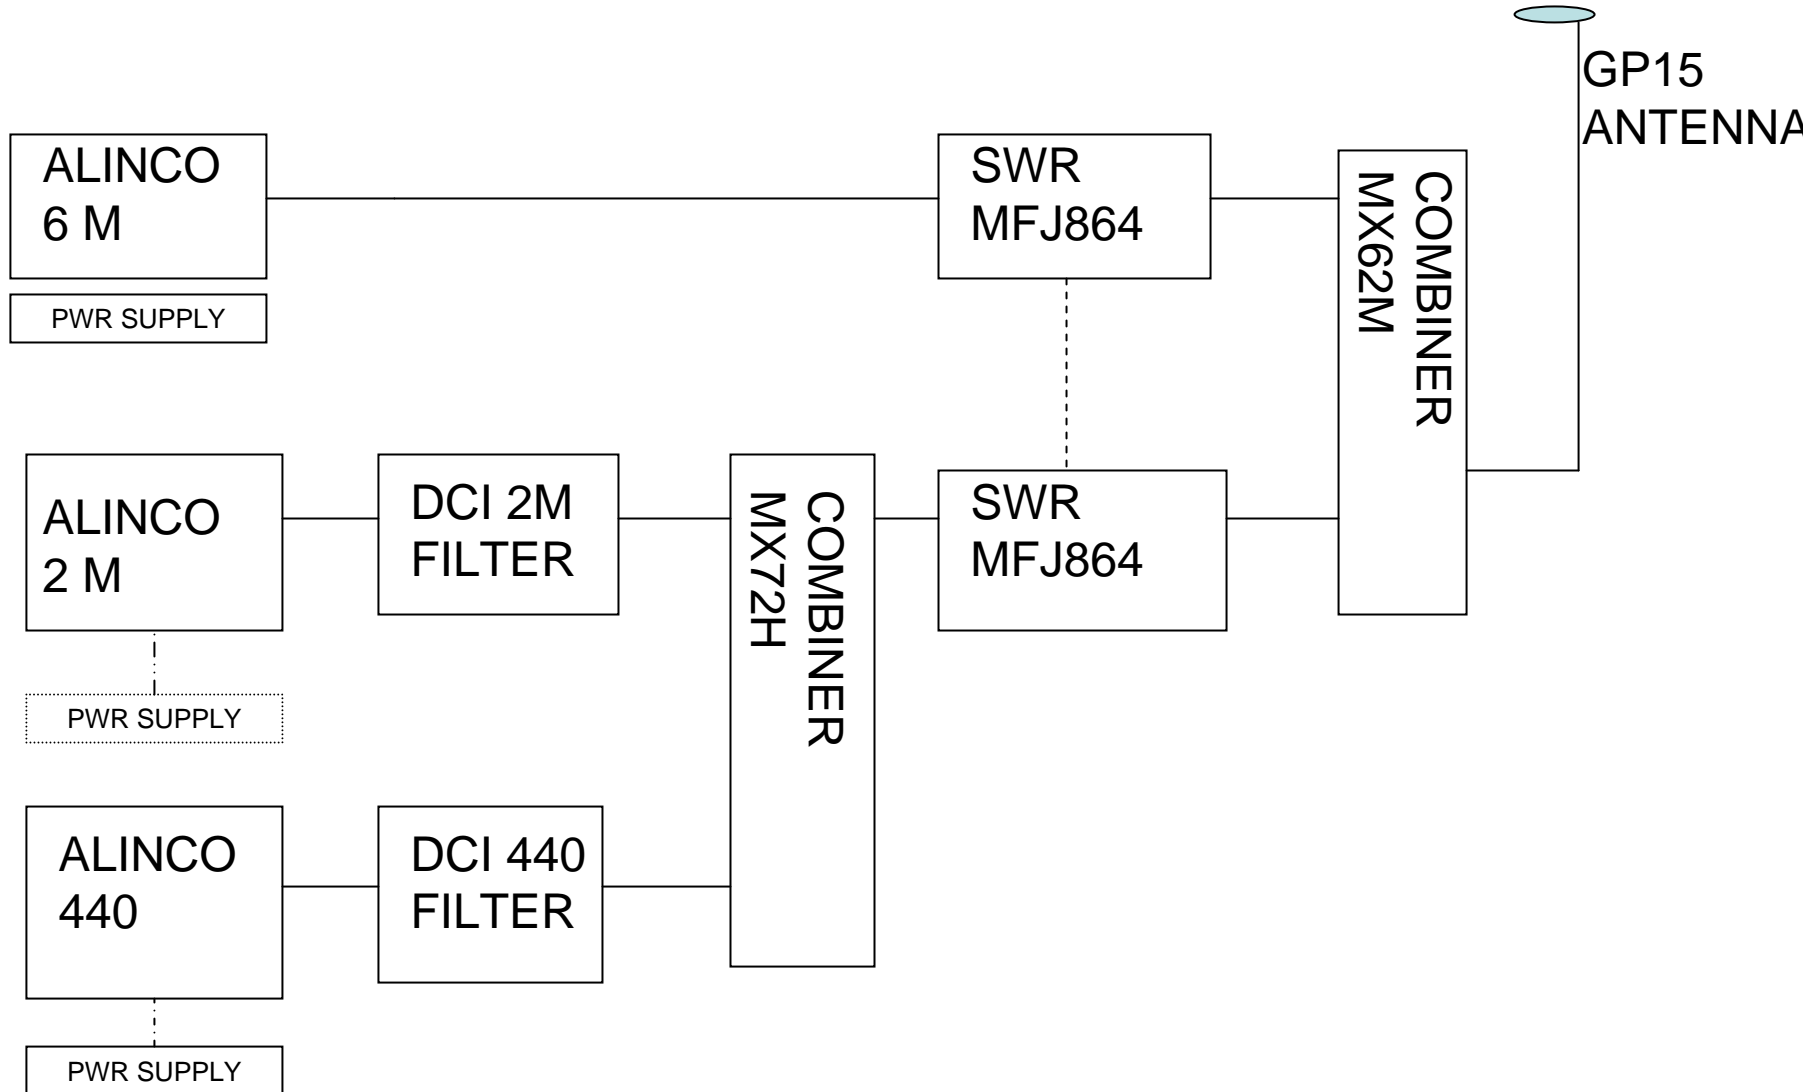 GP15
ANTENNA
ALINCO
6 M
SWR
MFJ864
COMBINER
MX62M
PWR SUPPLY
ALINCO
2 M
DCI 2M
FILTER
COMBINER
MX72H
SWR
MFJ864
PWR SUPPLY
ALINCO
440
DCI 440
FILTER
PWR SUPPLY